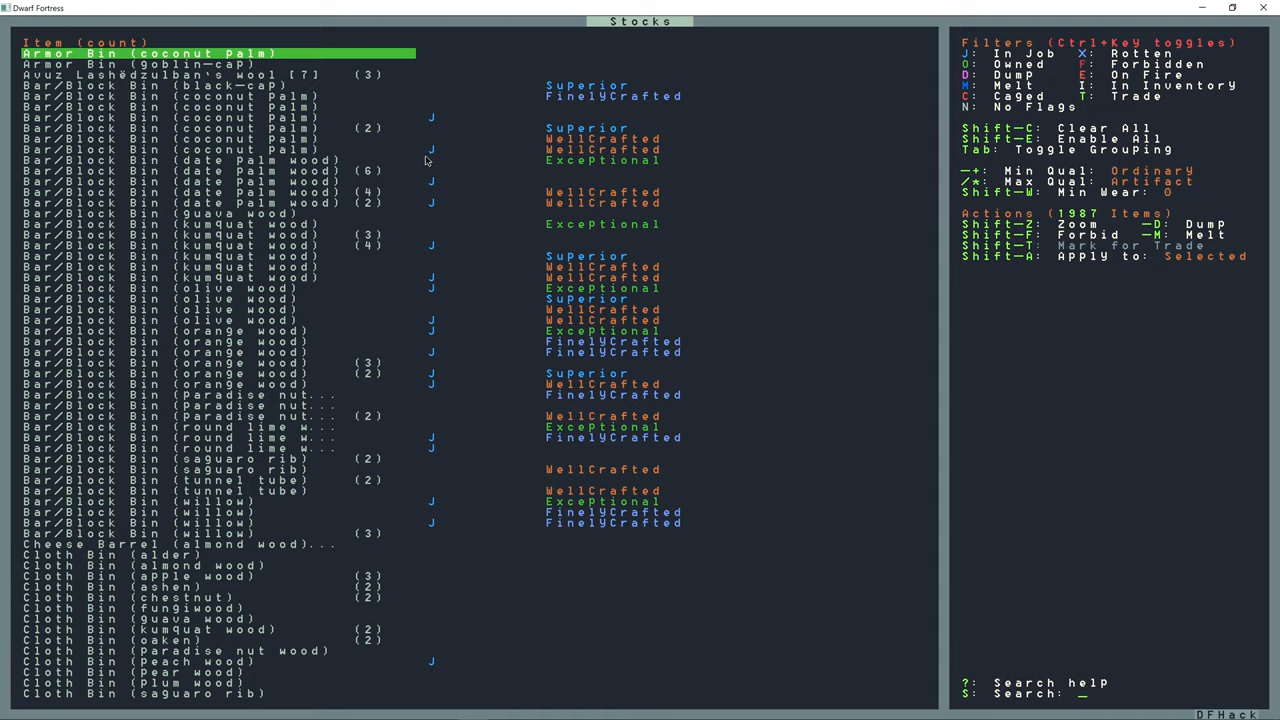 Dwarf Fortress
Stocks
Item (count)
Armor Bin (coconut palm)
Armor Bin (goblin-cap)
Avuz Lashëdzulban's wool [7] (3)
Bar/Block Bin (black-cap) Superior
Bar/Block Bin (coconut palm) FinelyCrafted
Bar/Block Bin (coconut palm)
Bar/Block Bin (coconut palm) J
Bar/Block Bin (coconut palm) (2) Superior
Bar/Block Bin (coconut palm) WellCrafted
Bar/Block Bin (coconut palm) J WellCrafted
Bar/Block Bin (date palm wood) Exceptional
Bar/Block Bin (date palm wood) (6)
Bar/Block Bin (date palm wood) J
Bar/Block Bin (date palm wood) (4) WellCrafted
Bar/Block Bin (date palm wood) (2) J WellCrafted
Bar/Block Bin (guava wood)
Bar/Block Bin (kumquat wood) Exceptional
Bar/Block Bin (kumquat wood) (3)
Bar/Block Bin (kumquat wood) (4) J
Bar/Block Bin (kumquat wood) Superior
Bar/Block Bin (kumquat wood) WellCrafted
Bar/Block Bin (kumquat wood) J WellCrafted
Bar/Block Bin (olive wood) J Exceptional
Bar/Block Bin (olive wood) Superior
Bar/Block Bin (olive wood) WellCrafted
Bar/Block Bin (olive wood) J WellCrafted
Bar/Block Bin (orange wood) J Exceptional
Bar/Block Bin (orange wood) FinelyCrafted
Bar/Block Bin (orange wood) J FinelyCrafted
Bar/Block Bin (orange wood) (3)
Bar/Block Bin (orange wood) (2) J Superior
Bar/Block Bin (orange wood) J WellCrafted
Bar/Block Bin (paradise nut... FinelyCrafted
Bar/Block Bin (paradise nut...
Bar/Block Bin (paradise nut... (2) WellCrafted
Bar/Block Bin (round lime w... Exceptional
Bar/Block Bin (round lime w... J FinelyCrafted
Bar/Block Bin (round lime w... J
Bar/Block Bin (saguaro rib) (2)
Bar/Block Bin (saguaro rib) WellCrafted
Bar/Block Bin (tunnel tube) (2)
Bar/Block Bin (tunnel tube) WellCrafted
Bar/Block Bin (willow) J Exceptional
Bar/Block Bin (willow) FinelyCrafted
Bar/Block Bin (willow) J FinelyCrafted
Bar/Block Bin (willow) (3)
Cheese Barrel (almond wood)...
Cloth Bin (alder)
Cloth Bin (almond wood)
Cloth Bin (apple wood) (3)
Cloth Bin (ashen) (2)
Cloth Bin (chestnut) (2)
Cloth Bin (fungiwood)
Cloth Bin (guava wood)
Cloth Bin (kumquat wood) (2)
Cloth Bin (oaken) (2)
Cloth Bin (paradise nut wood)
Cloth Bin (peach wood) J
Cloth Bin (pear wood)
Cloth Bin (plum wood)
Cloth Bin (saguaro rib)
Filters (Ctrl+Key toggles)
J: In Job X: Rotten
O: Owned F: Forbidden
D: Dump E: On Fire
M: Melt I: In Inventory
C: Caged T: Trade
N: No Flags
Shift-C: Clear All
Shift-E: Enable All
Tab: Toggle Grouping
-+: Min Qual: Ordinary
/*: Max Qual: Artifact
Shift-W: Min Wear: 0
Actions (1987 Items)
Shift-Z: Zoom -D: Dump
Shift-F: Forbid -M: Melt
Shift-T: Mark for Trade
Shift-A: Apply to: Selected
?: Search help
S: Search: _
DFHack